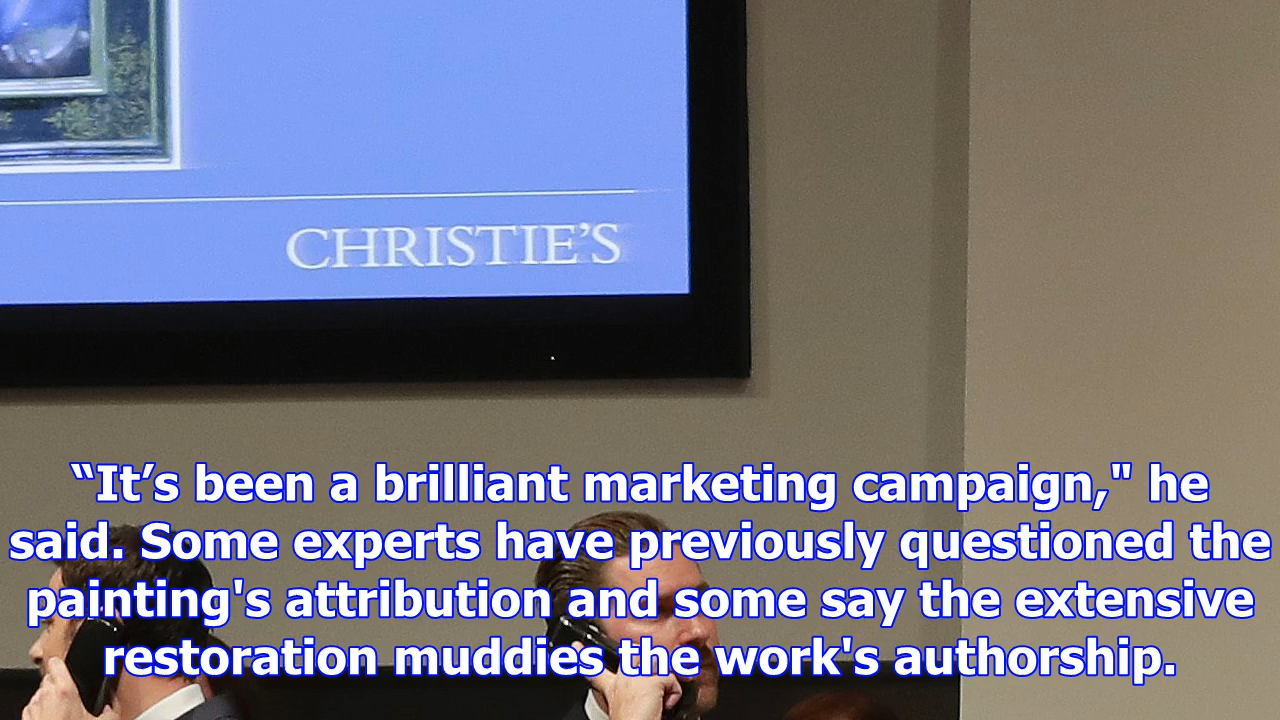 CHRISTIE’S
“It’s been a brilliant marketing campaign," he
said. Some experts have previously questioned the
painting's attribution and some say the extensive
restoration muddies the work's authorship.